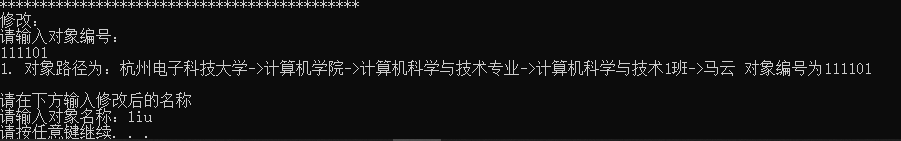 *********************************************
修改:
请输入对象编号:
111101
1. 对象路径为: 杭州电子科技大学->计算机学院->计算机科学与技术专业->计算机科学与技术1班->马云 对象编号为111101
请在下方输入修改后的名称
请输入对象名称: liu
请按任意键继续. . .